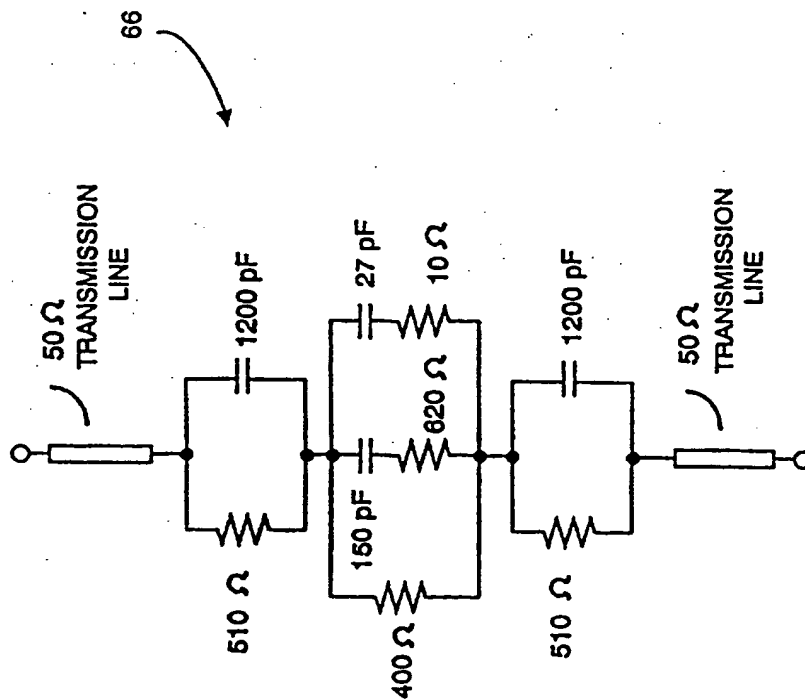 66
50 Ω
TRANSMISSION
LINE
510 Ω
1200 pF
400 Ω
150 pF
620 Ω
27 pF
10 Ω
510 Ω
1200 pF
50 Ω
TRANSMISSION
LINE